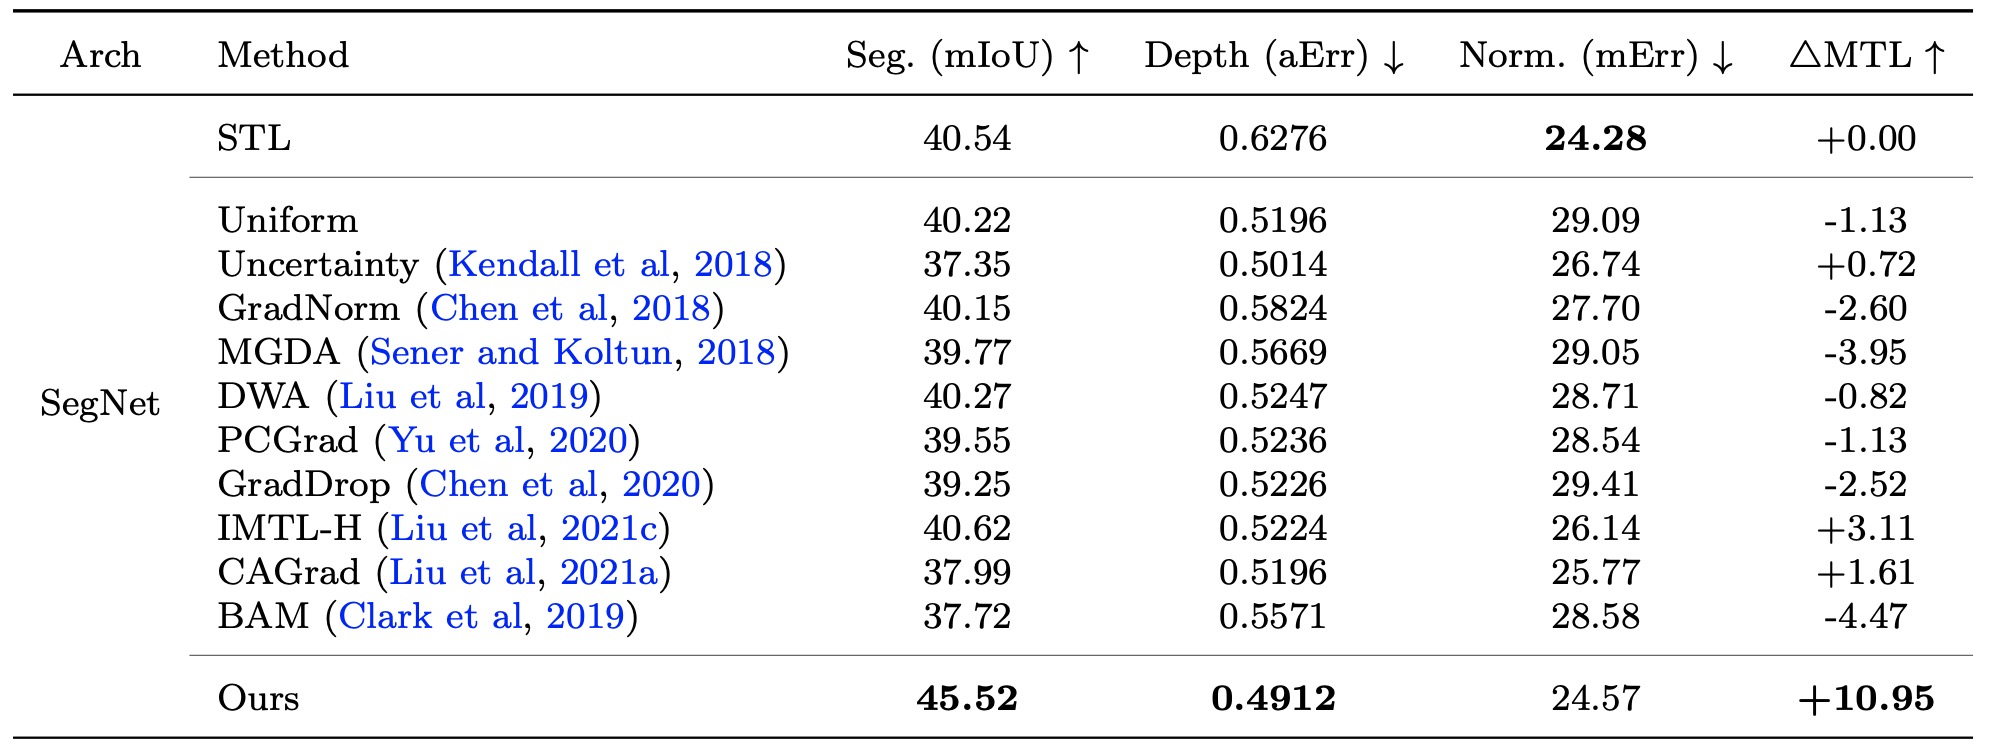 Arch Method Seg. (mIoU) ↑ Depth (aErr) ↓ Norm. (mErr) ↓ △MTL ↑
STL 40.54 0.6276 24.28 +0.00
Uniform 40.22 0.5196 29.09 -1.13
Uncertainty (Kendall et al, 2018) 37.35 0.5014 26.74 +0.72
GradNorm (Chen et al, 2018) 40.15 0.5824 27.70 -2.60
MGDA (Sener and Koltun, 2018) 39.77 0.5669 29.05 -3.95
SegNet DWA (Liu et al, 2019) 40.27 0.5247 28.71 -0.82
PCGrad (Yu et al, 2020) 39.55 0.5236 28.54 -1.13
GradDrop (Chen et al, 2020) 39.25 0.5226 29.41 -2.52
IMTL-H (Liu et al, 2021c) 40.62 0.5224 26.14 +3.11
CAGrad (Liu et al, 2021a) 37.99 0.5196 25.77 +1.61
BAM (Clark et al, 2019) 37.72 0.5571 28.58 -4.47
Ours 45.52 0.4912 24.57 +10.95